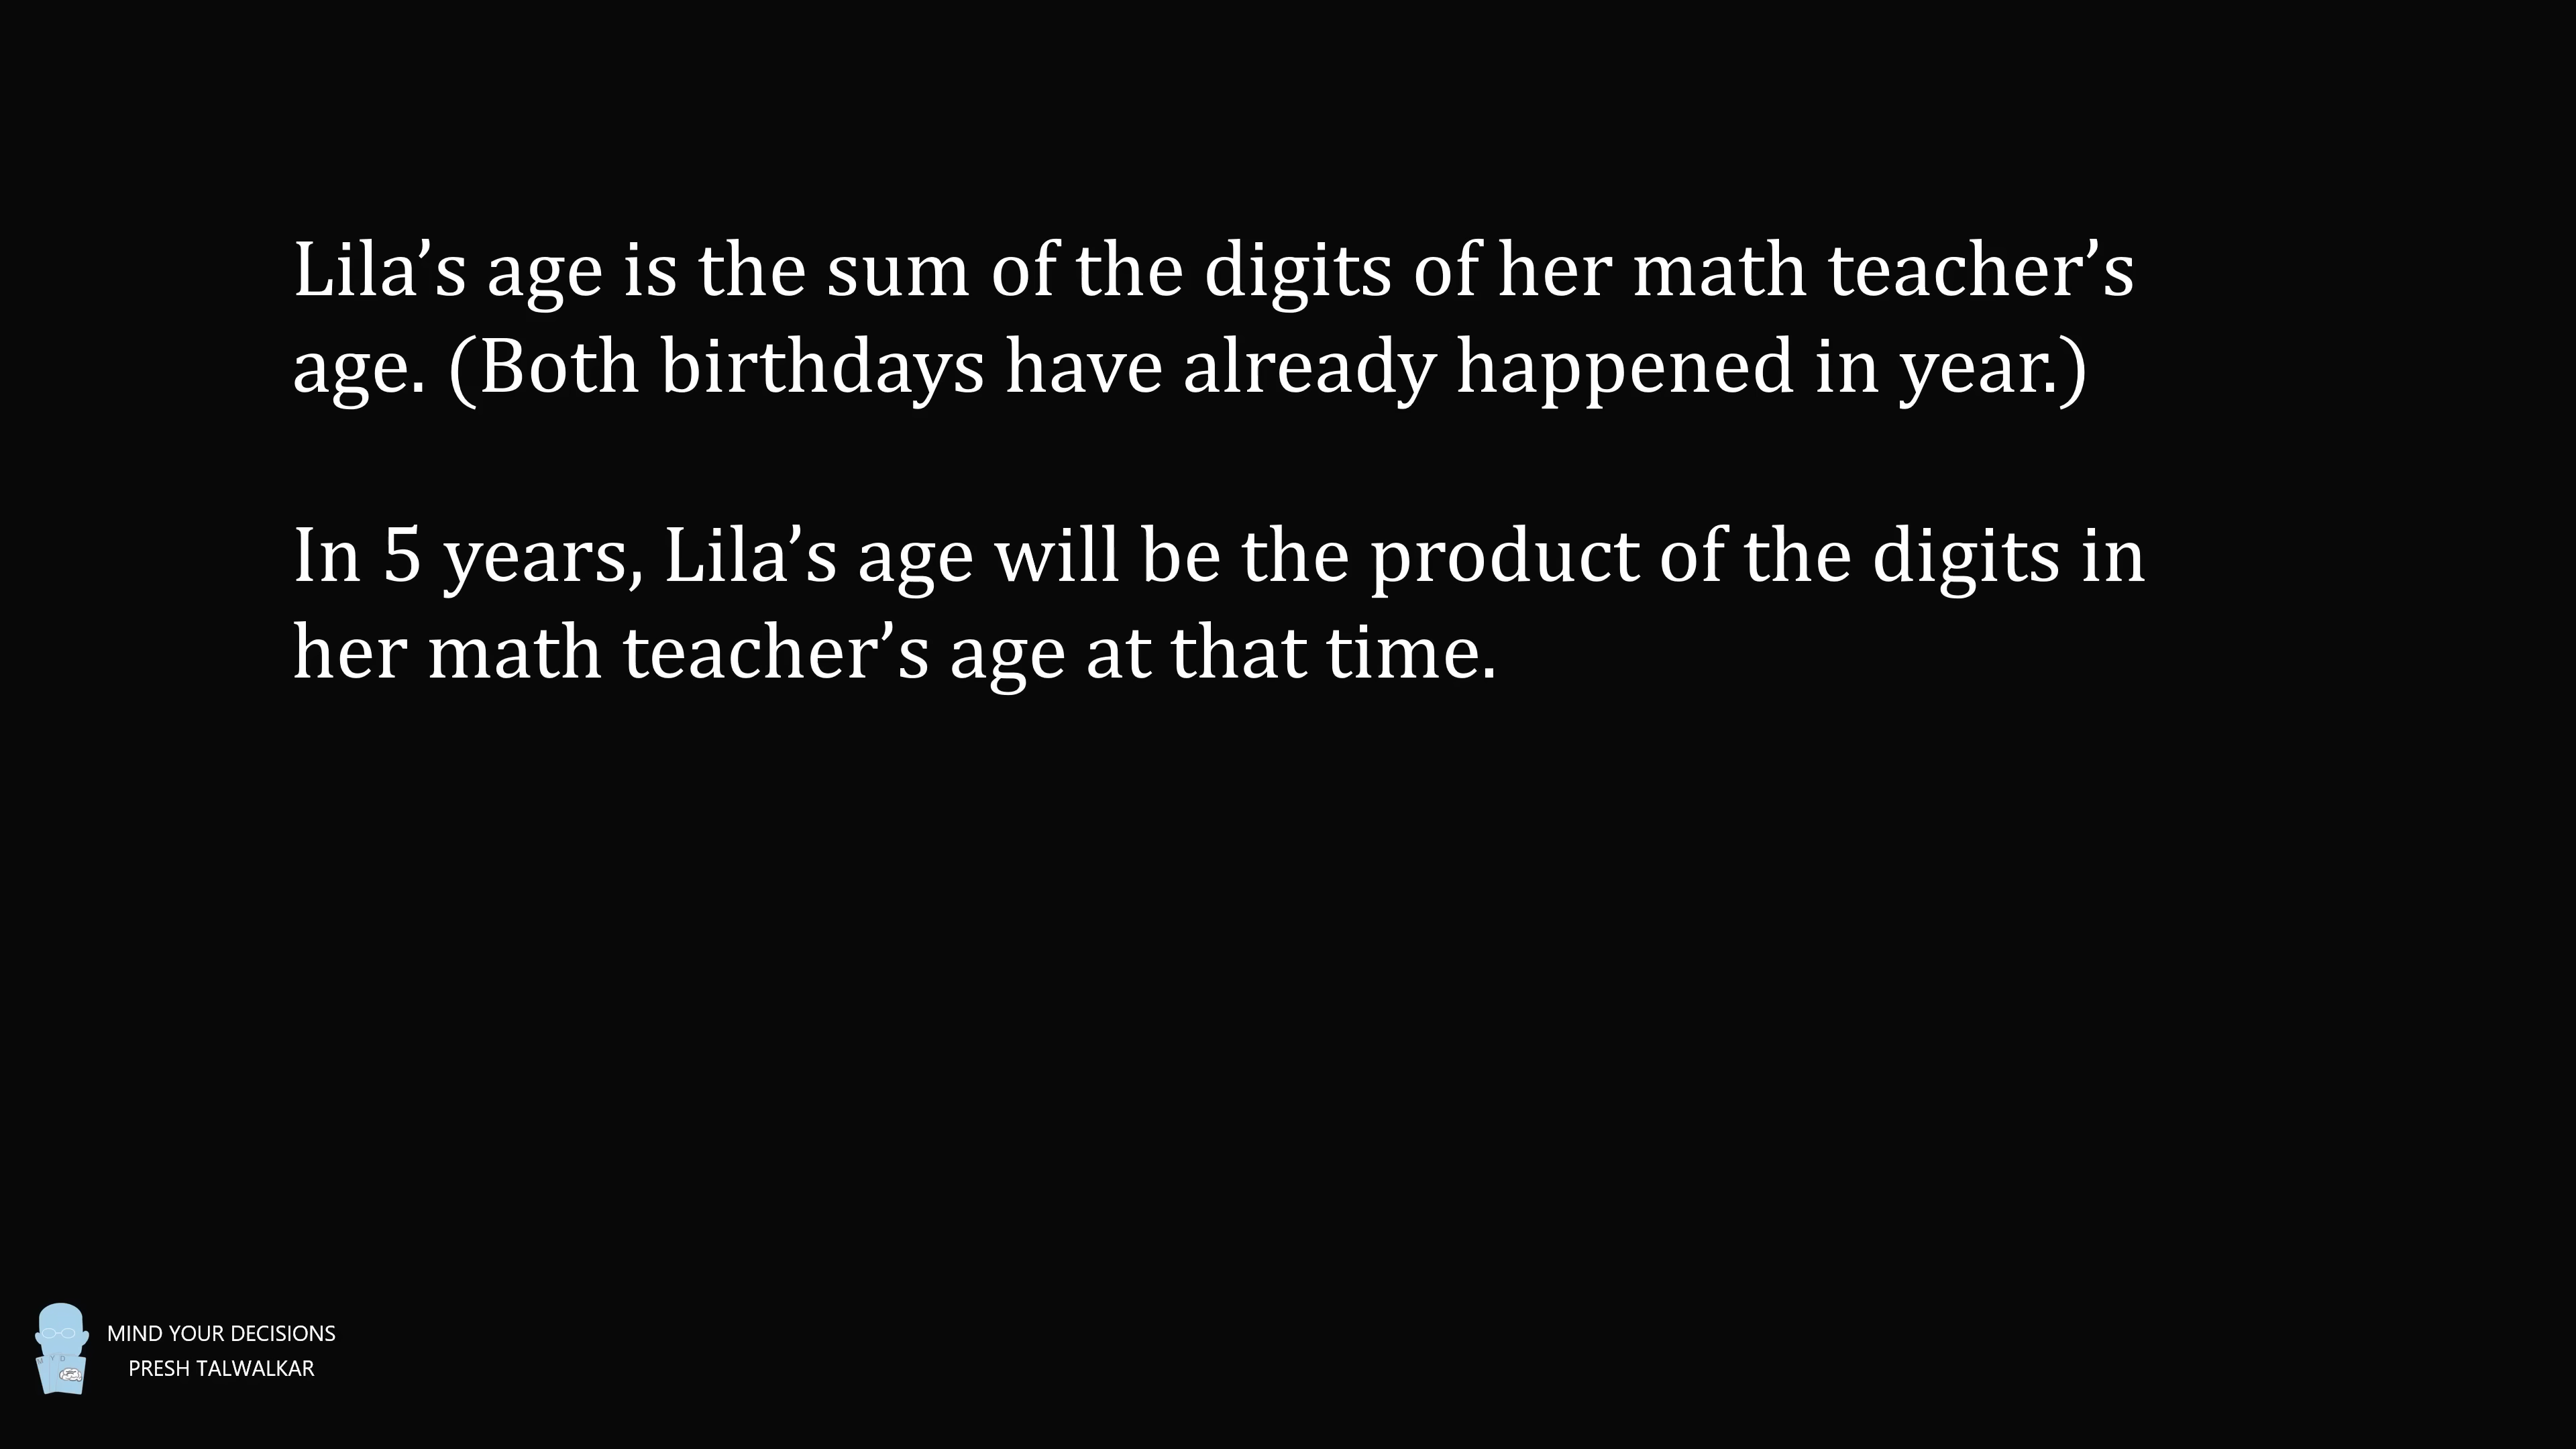 Lila’s age is the sum of the digits of her math teacher’s
age. (Both birthdays have already happened in year.)
In 5 years, Lila’s age will be the product of the digits in
her math teacher’s age at that time.
MIND YOUR DECISIONS
PRESH TALWALKAR